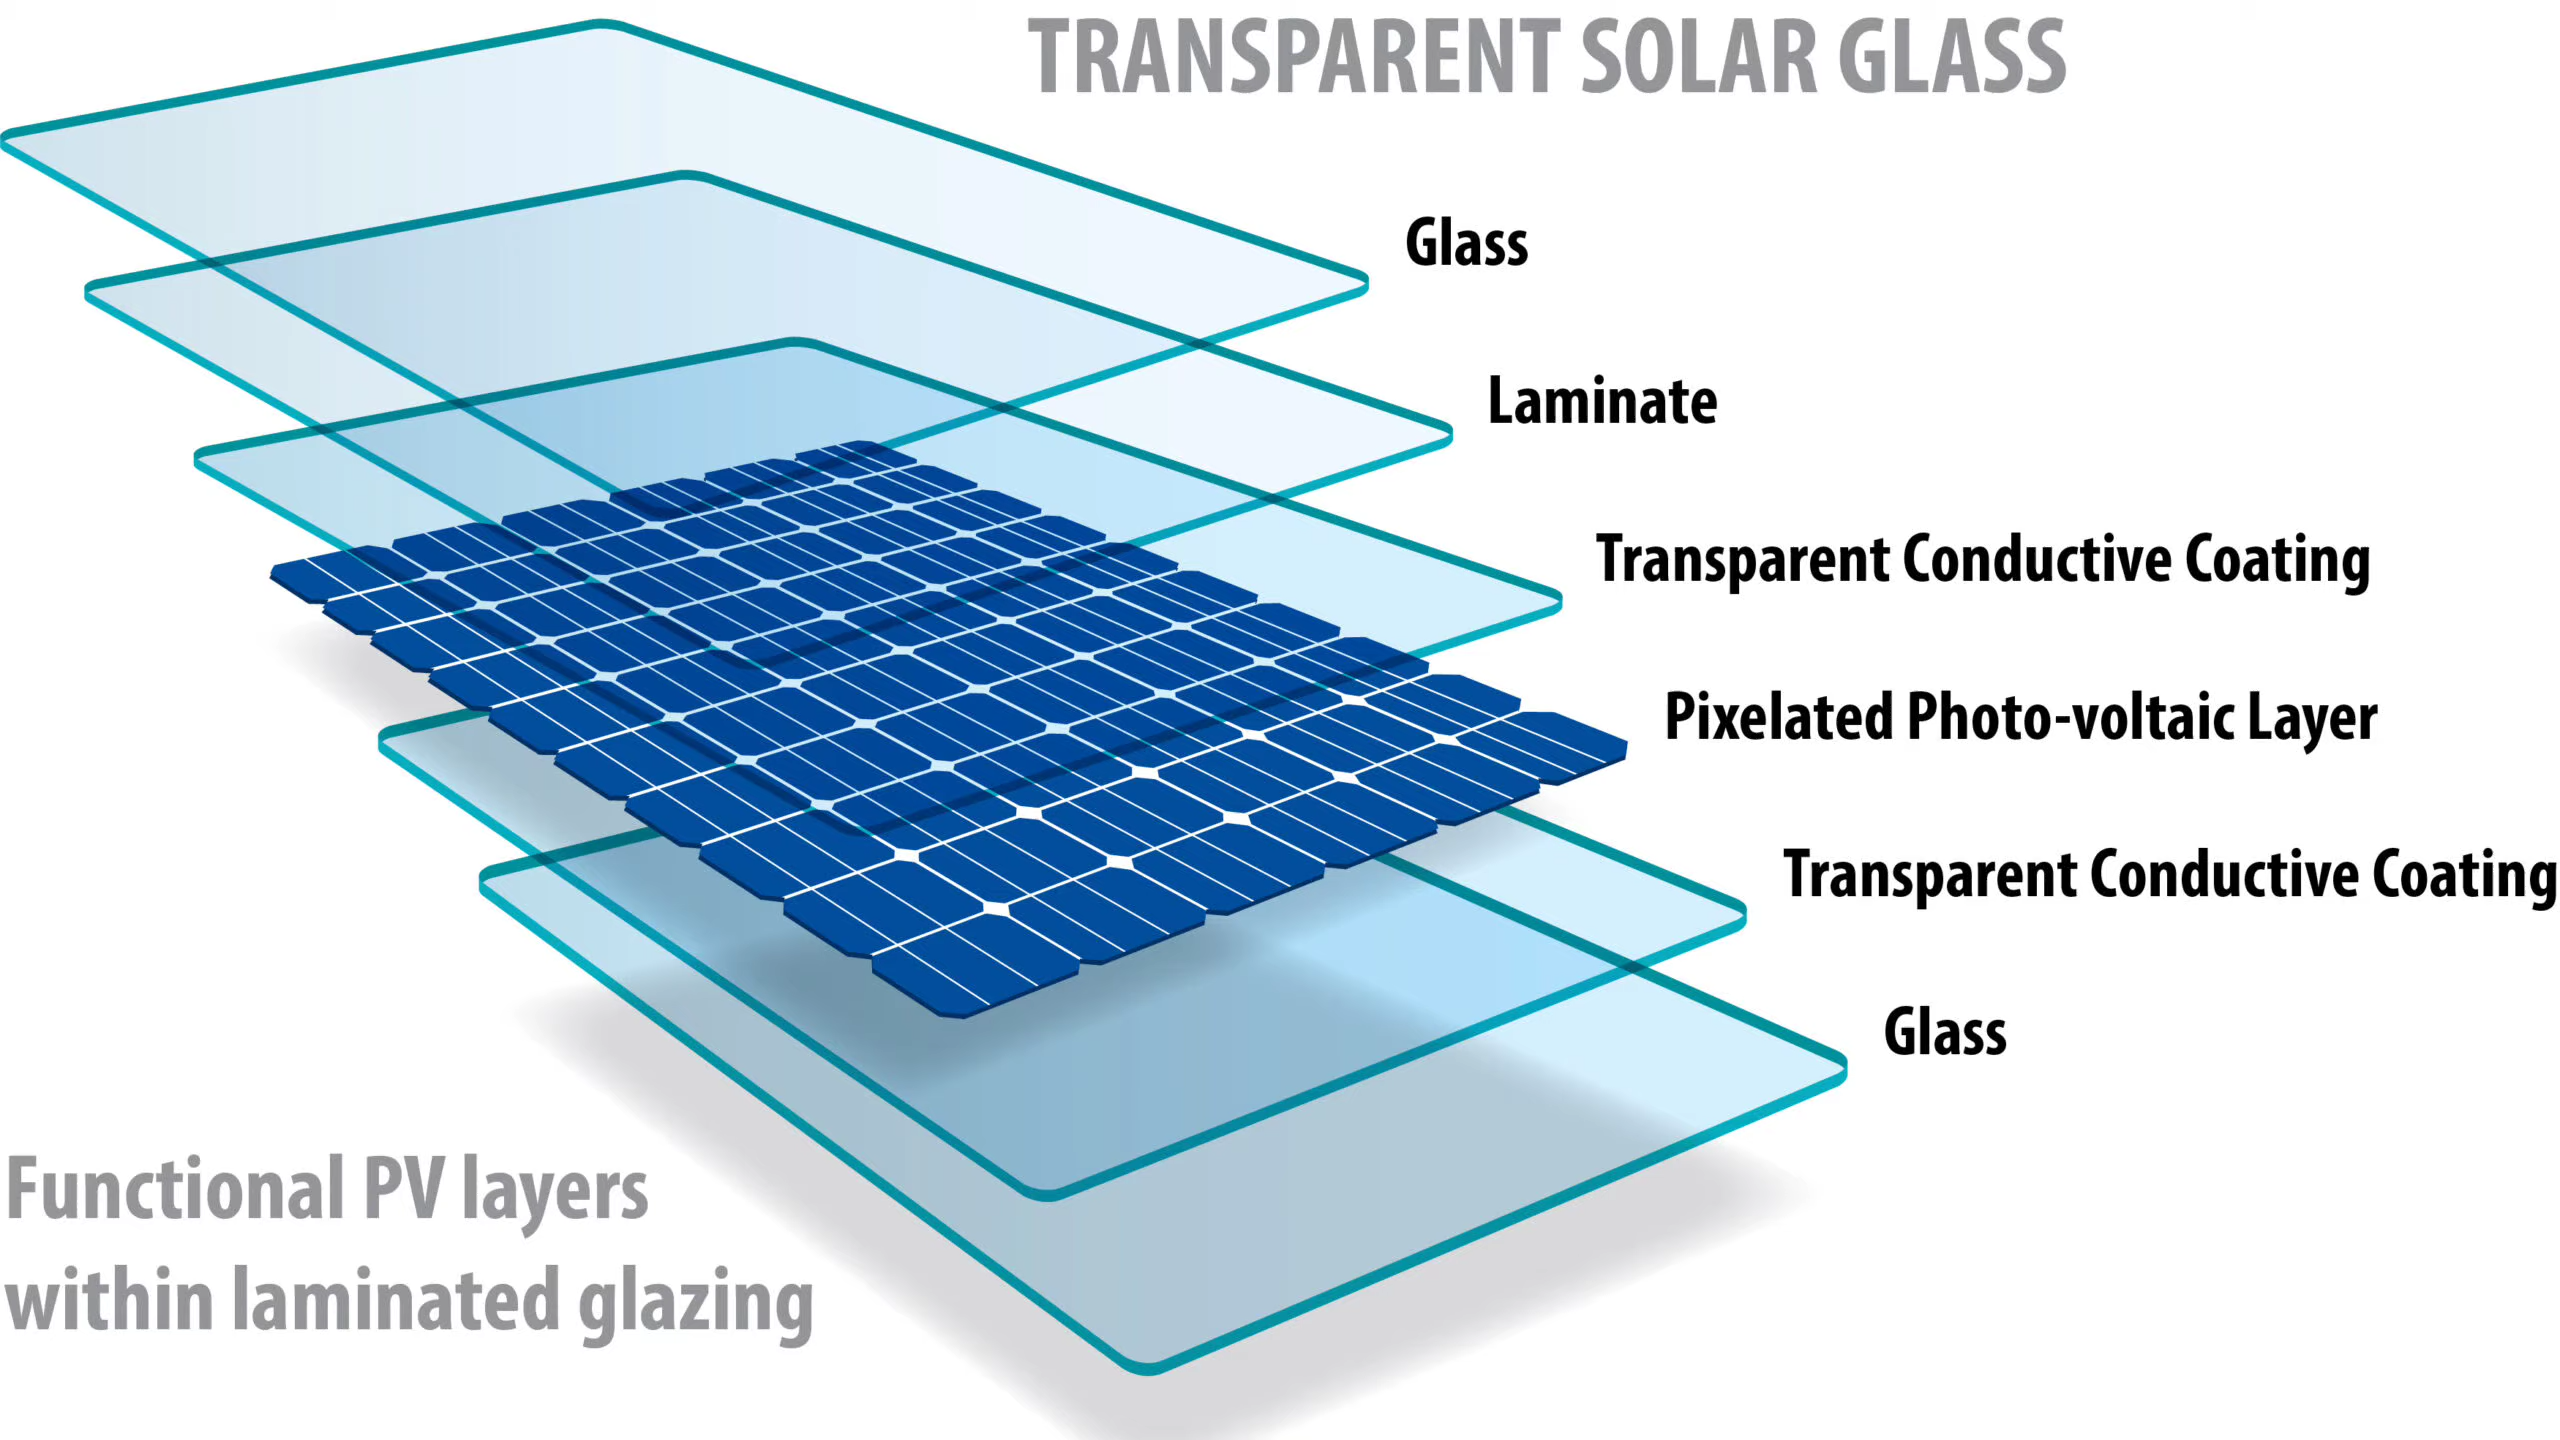 TRANSPARENT SOLAR GLASS
Glass
Laminate
Transparent Conductive Coating
Pixelated Photo-voltaic Layer
Transparent Conductive Coating
Glass
Functional PV layers
within laminated glazing